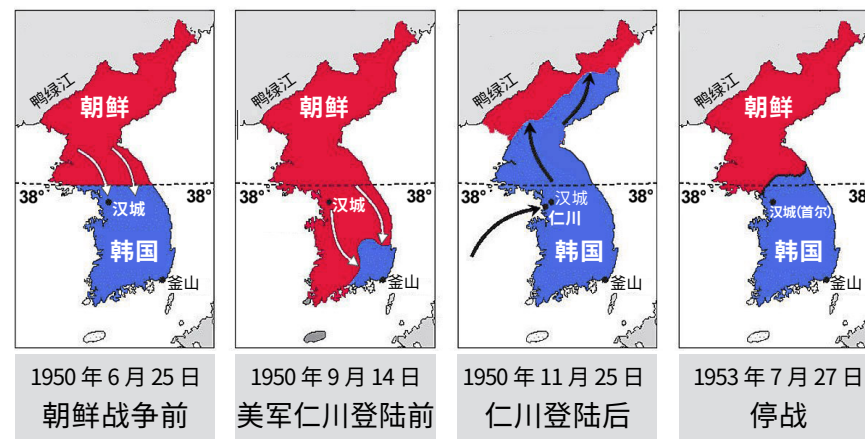 鸭绿江
朝鲜
38°
38°
汉城
韩国
釜山
1950 年 6 月 25 日
朝鲜战争前
鸭绿江
朝鲜
38°
38°
汉城
釜山
1950 年 9 月 14 日
美军仁川登陆前
鸭绿江
38°
38°
汉城
仁川
韩国
釜山
1950 年 11 月 25 日
仁川登陆后
鸭绿江
朝鲜
38°
38°
汉城(首尔)
韩国
釜山
1953 年 7 月 27 日
停战